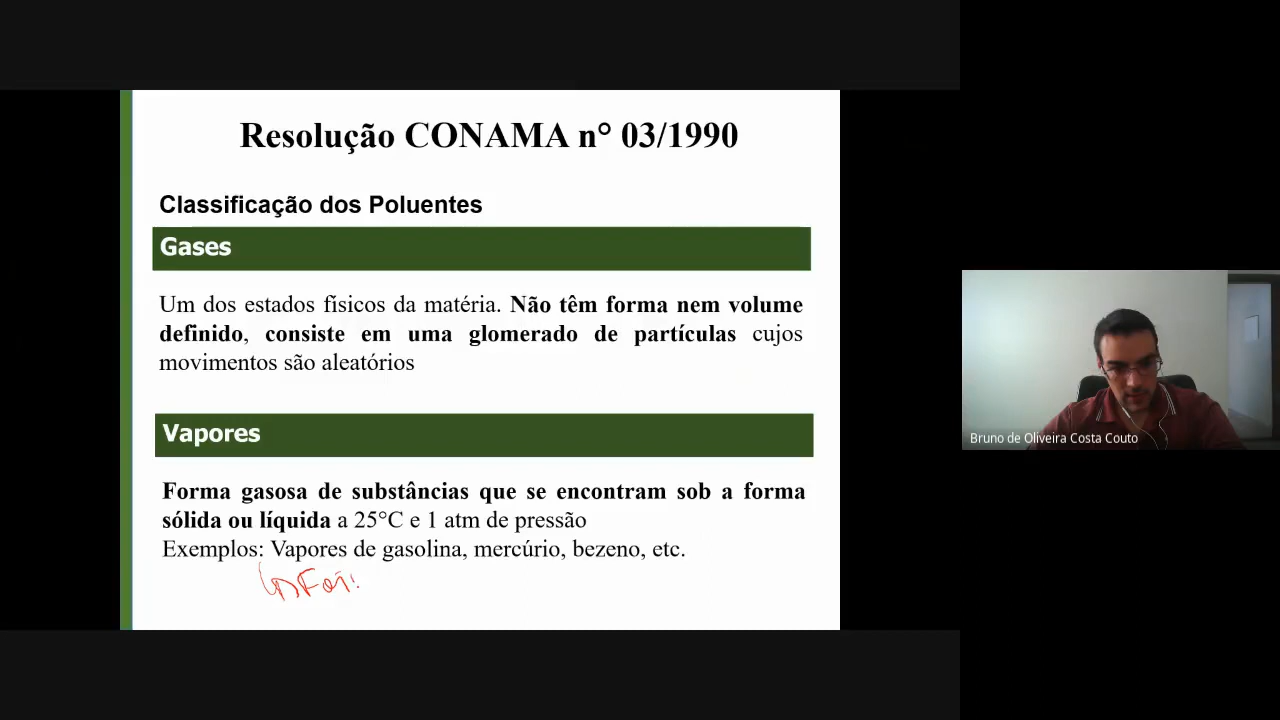 Resolução CONAMA n° 03/1990
Classificação dos Poluentes
Gases
Um dos estados físicos da matéria. Não têm forma nem volume
definido, consiste em uma glomerado de partículas cujos
movimentos são aleatórios
Vapores
Forma gasosa de substâncias que se encontram sob a forma
sólida ou líquida a 25°C e 1 atm de pressão
Exemplos: Vapores de gasolina, mercúrio, bezeno, etc.
Bruno de Oliveira Costa Couto